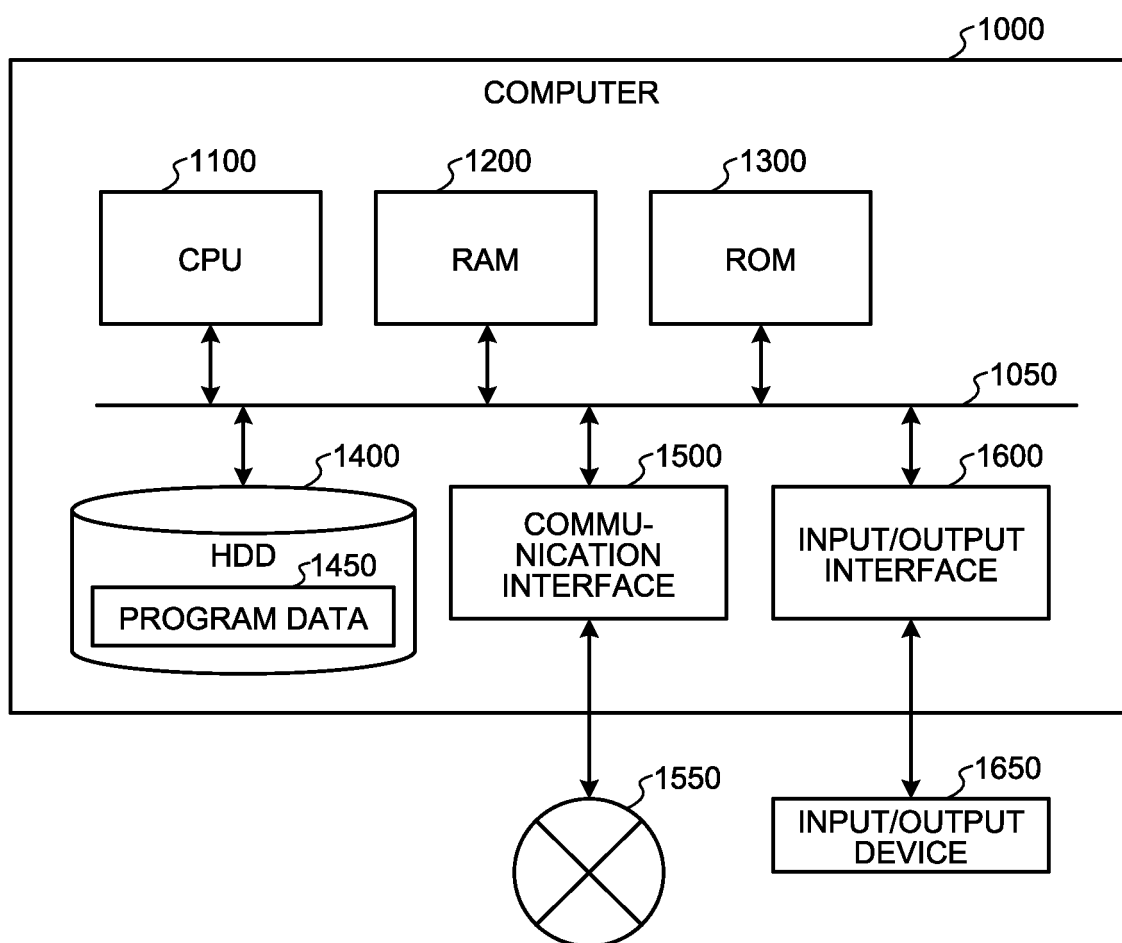 1000
COMPUTER
1100
1200
1300
CPU
RAM
ROM
1050
1400
1500
1600
HDD
1450
PROGRAM DATA
COMMU-
NICATION
INTERFACE
INPUT/OUTPUT
INTERFACE
1550
1650
INPUT/OUTPUT
DEVICE